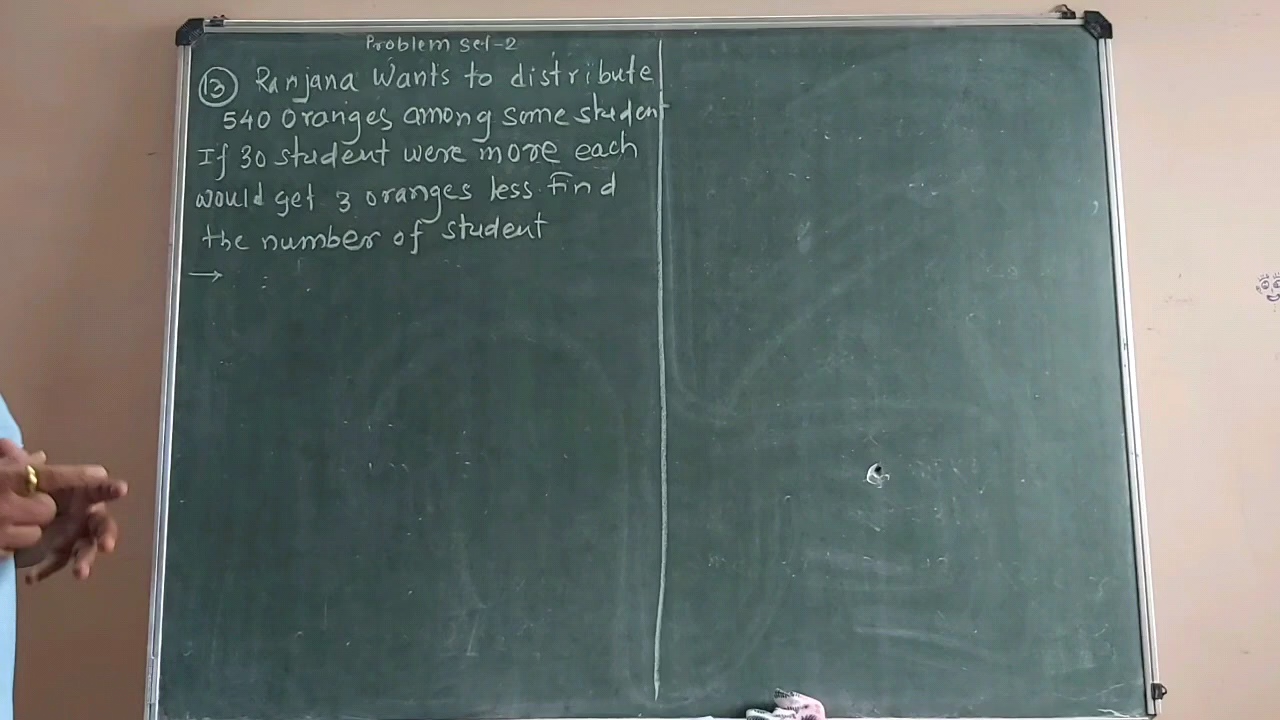 Problem set-2
13 Ranjana Wants to distribute
540 oranges among some student
If 30 student were more each
would get 3 oranges less. Find
the number of student
→